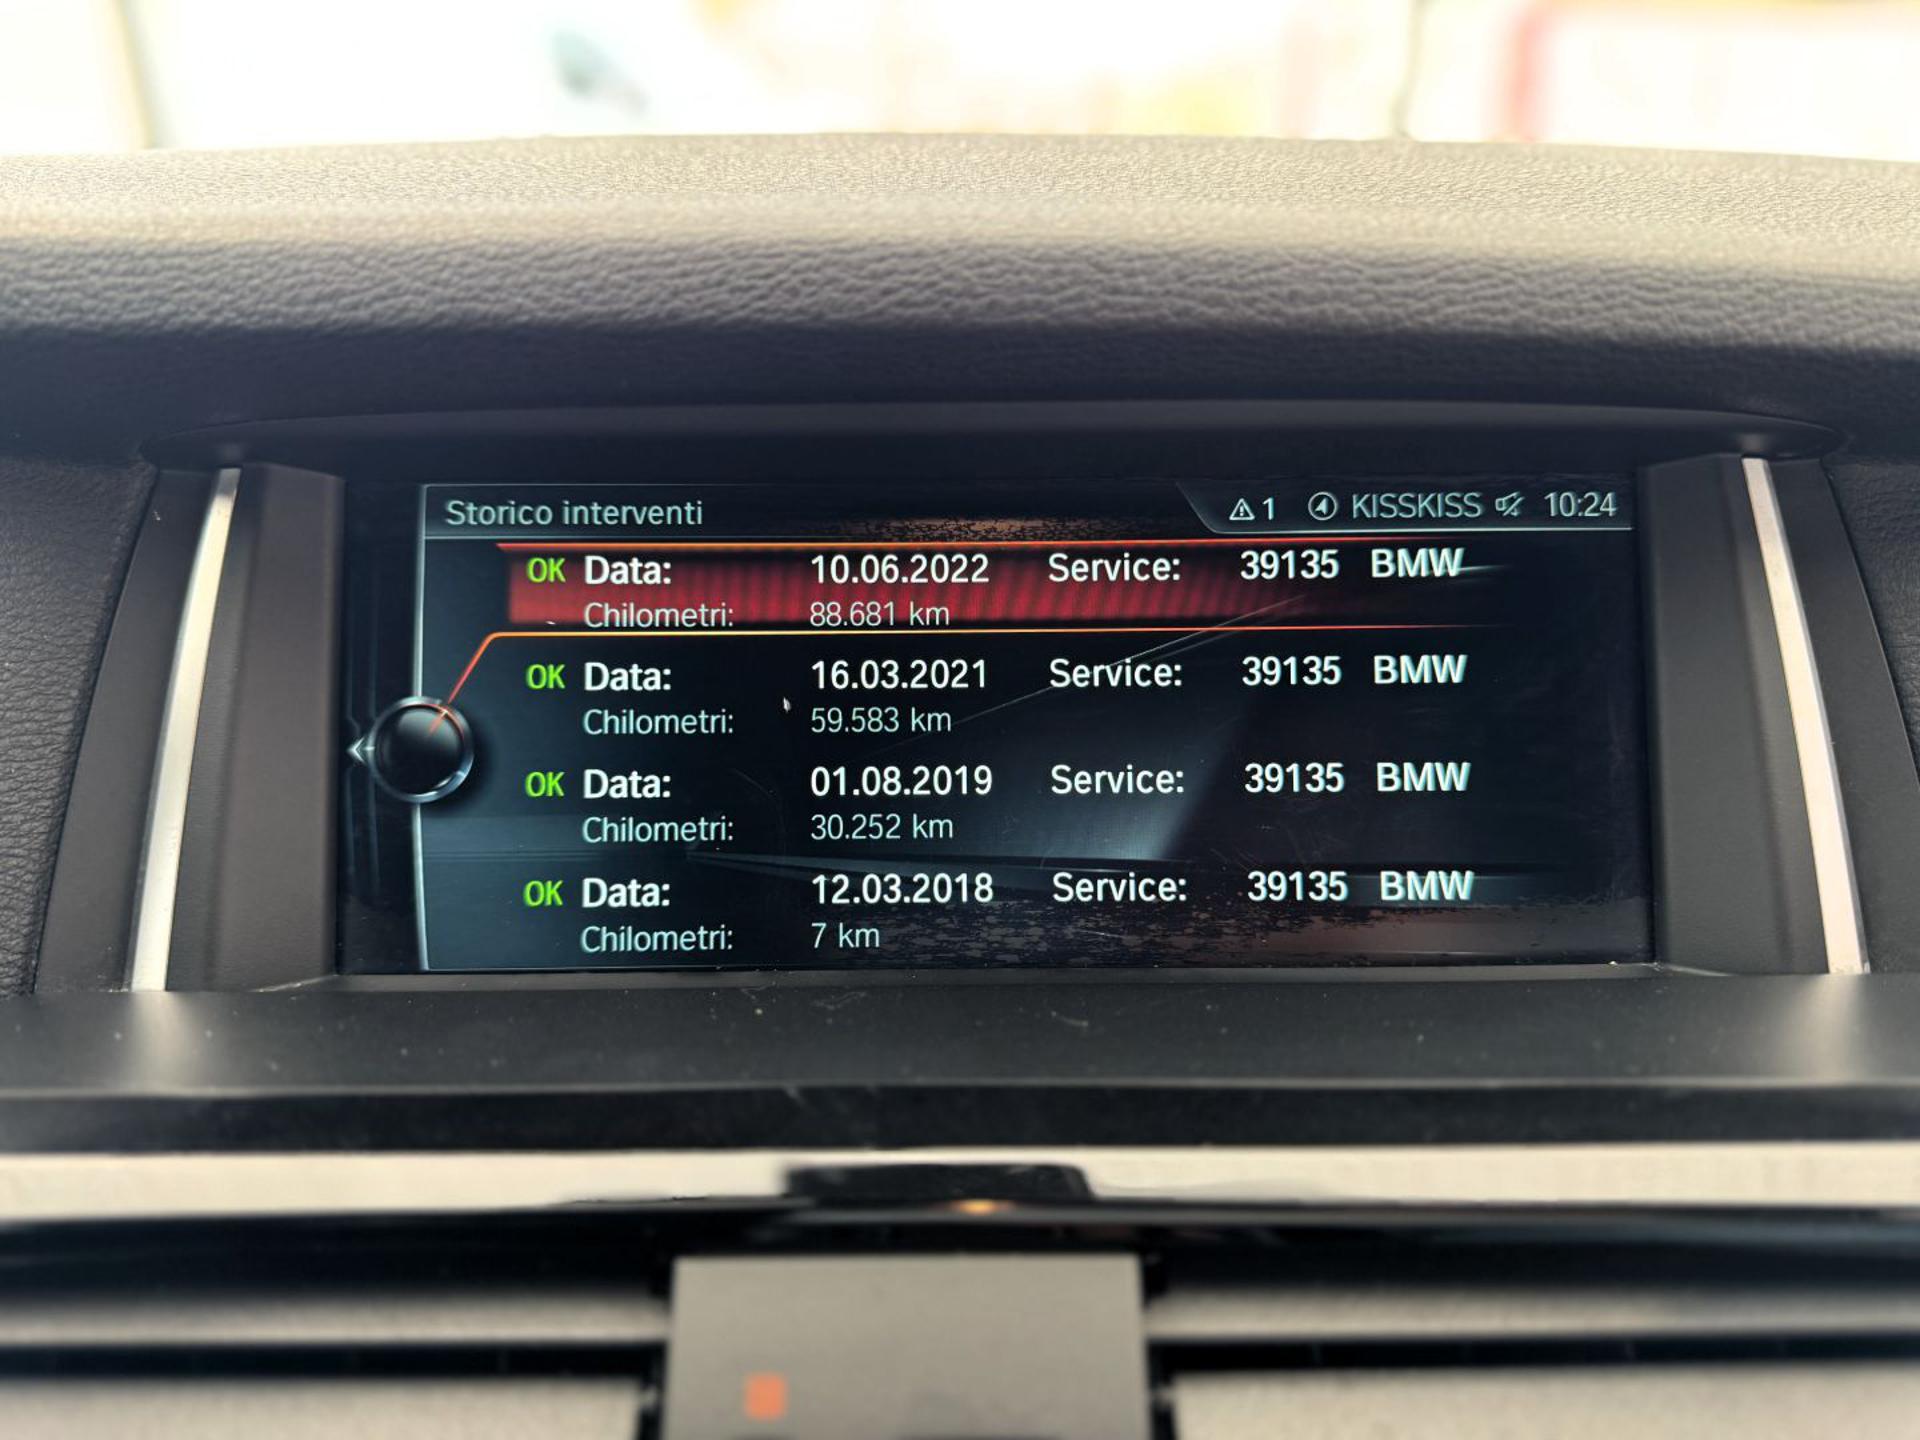 Storico interventi 1 KISSKISS 10:24
OK Data: 10.06.2022 Service: 39135 BMW
Chilometri: 88.681 km
OK Data: 16.03.2021 Service: 39135 BMW
Chilometri: 59.583 km
OK Data: 01.08.2019 Service: 39135 BMW
Chilometri: 30.252 km
OK Data: 12.03.2018 Service: 39135 BMW
Chilometri: 7 km